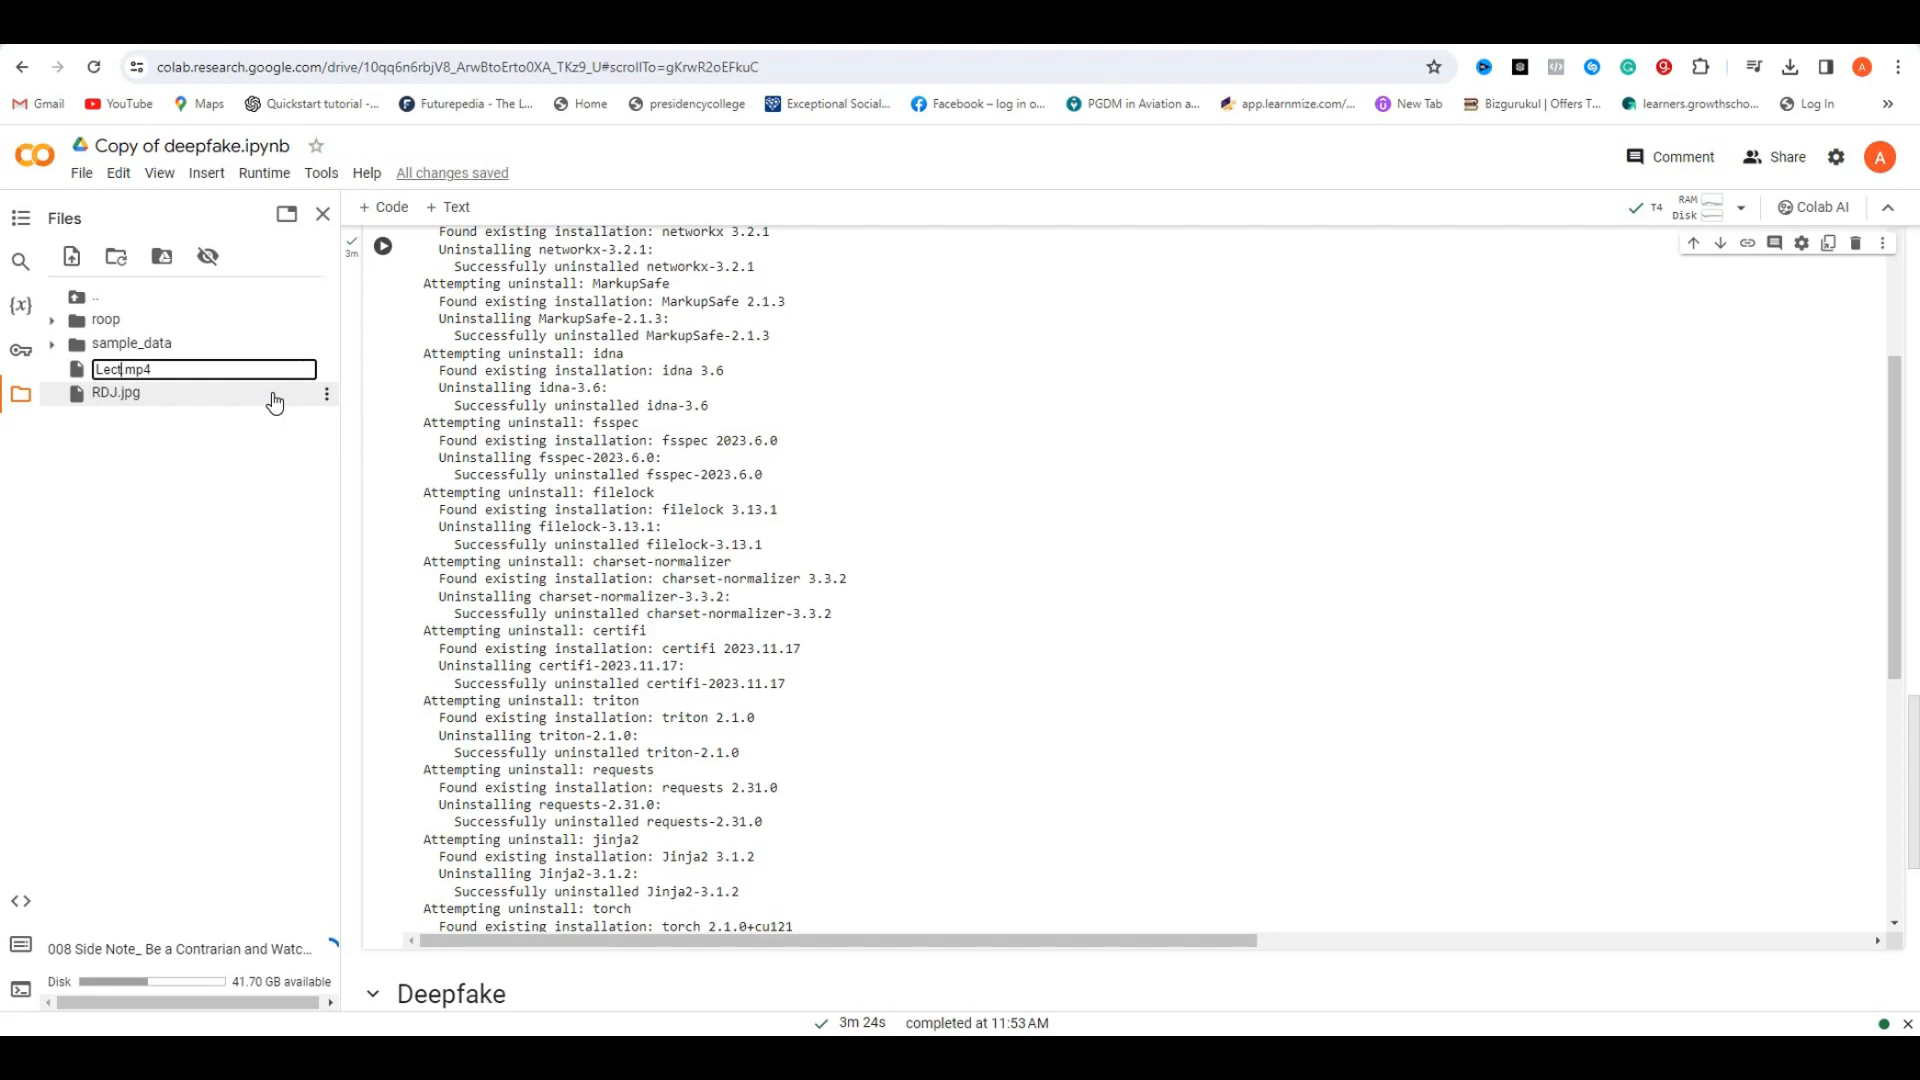 colab.research.google.com/drive/10qq6n6rbjV8_ArwBtoErto0XA_TKz9_U#scrollTo=gKrwR2oEFkuC
Gmail YouTube Maps Quickstart tutorial -... Futurepedia - The L... Home presidencycollege Exceptional Social... Facebook – log in o... PGDM in Aviation a... app.learnmize.com/... New Tab Bizgurukul | Offers T... learners.growthscho... Log In »
CO Copy of deepfake.ipynb
File Edit View Insert Runtime Tools Help All changes saved
Comment Share A
Files
+ Code + Text
T4 RAM Disk Colab AI
..
roop
sample_data
Lect.mp4
RDJ.jpg
{x}
3m
Found existing installation: networkx 3.2.1
Uninstalling networkx-3.2.1:
Successfully uninstalled networkx-3.2.1
Attempting uninstall: MarkupSafe
Found existing installation: MarkupSafe 2.1.3
Uninstalling MarkupSafe-2.1.3:
Successfully uninstalled MarkupSafe-2.1.3
Attempting uninstall: idna
Found existing installation: idna 3.6
Uninstalling idna-3.6:
Successfully uninstalled idna-3.6
Attempting uninstall: fsspec
Found existing installation: fsspec 2023.6.0
Uninstalling fsspec-2023.6.0:
Successfully uninstalled fsspec-2023.6.0
Attempting uninstall: filelock
Found existing installation: filelock 3.13.1
Uninstalling filelock-3.13.1:
Successfully uninstalled filelock-3.13.1
Attempting uninstall: charset-normalizer
Found existing installation: charset-normalizer 3.3.2
Uninstalling charset-normalizer-3.3.2:
Successfully uninstalled charset-normalizer-3.3.2
Attempting uninstall: certifi
Found existing installation: certifi 2023.11.17
Uninstalling certifi-2023.11.17:
Successfully uninstalled certifi-2023.11.17
Attempting uninstall: triton
Found existing installation: triton 2.1.0
Uninstalling triton-2.1.0:
Successfully uninstalled triton-2.1.0
Attempting uninstall: requests
Found existing installation: requests 2.31.0
Uninstalling requests-2.31.0:
Successfully uninstalled requests-2.31.0
Attempting uninstall: jinja2
Found existing installation: Jinja2 3.1.2
Uninstalling Jinja2-3.1.2:
Successfully uninstalled Jinja2-3.1.2
Attempting uninstall: torch
Found existing installation: torch 2.1.0+cu121
008 Side Note_ Be a Contrarian and Watc...
Disk 41.70 GB available
Deepfake
3m 24s completed at 11:53AM